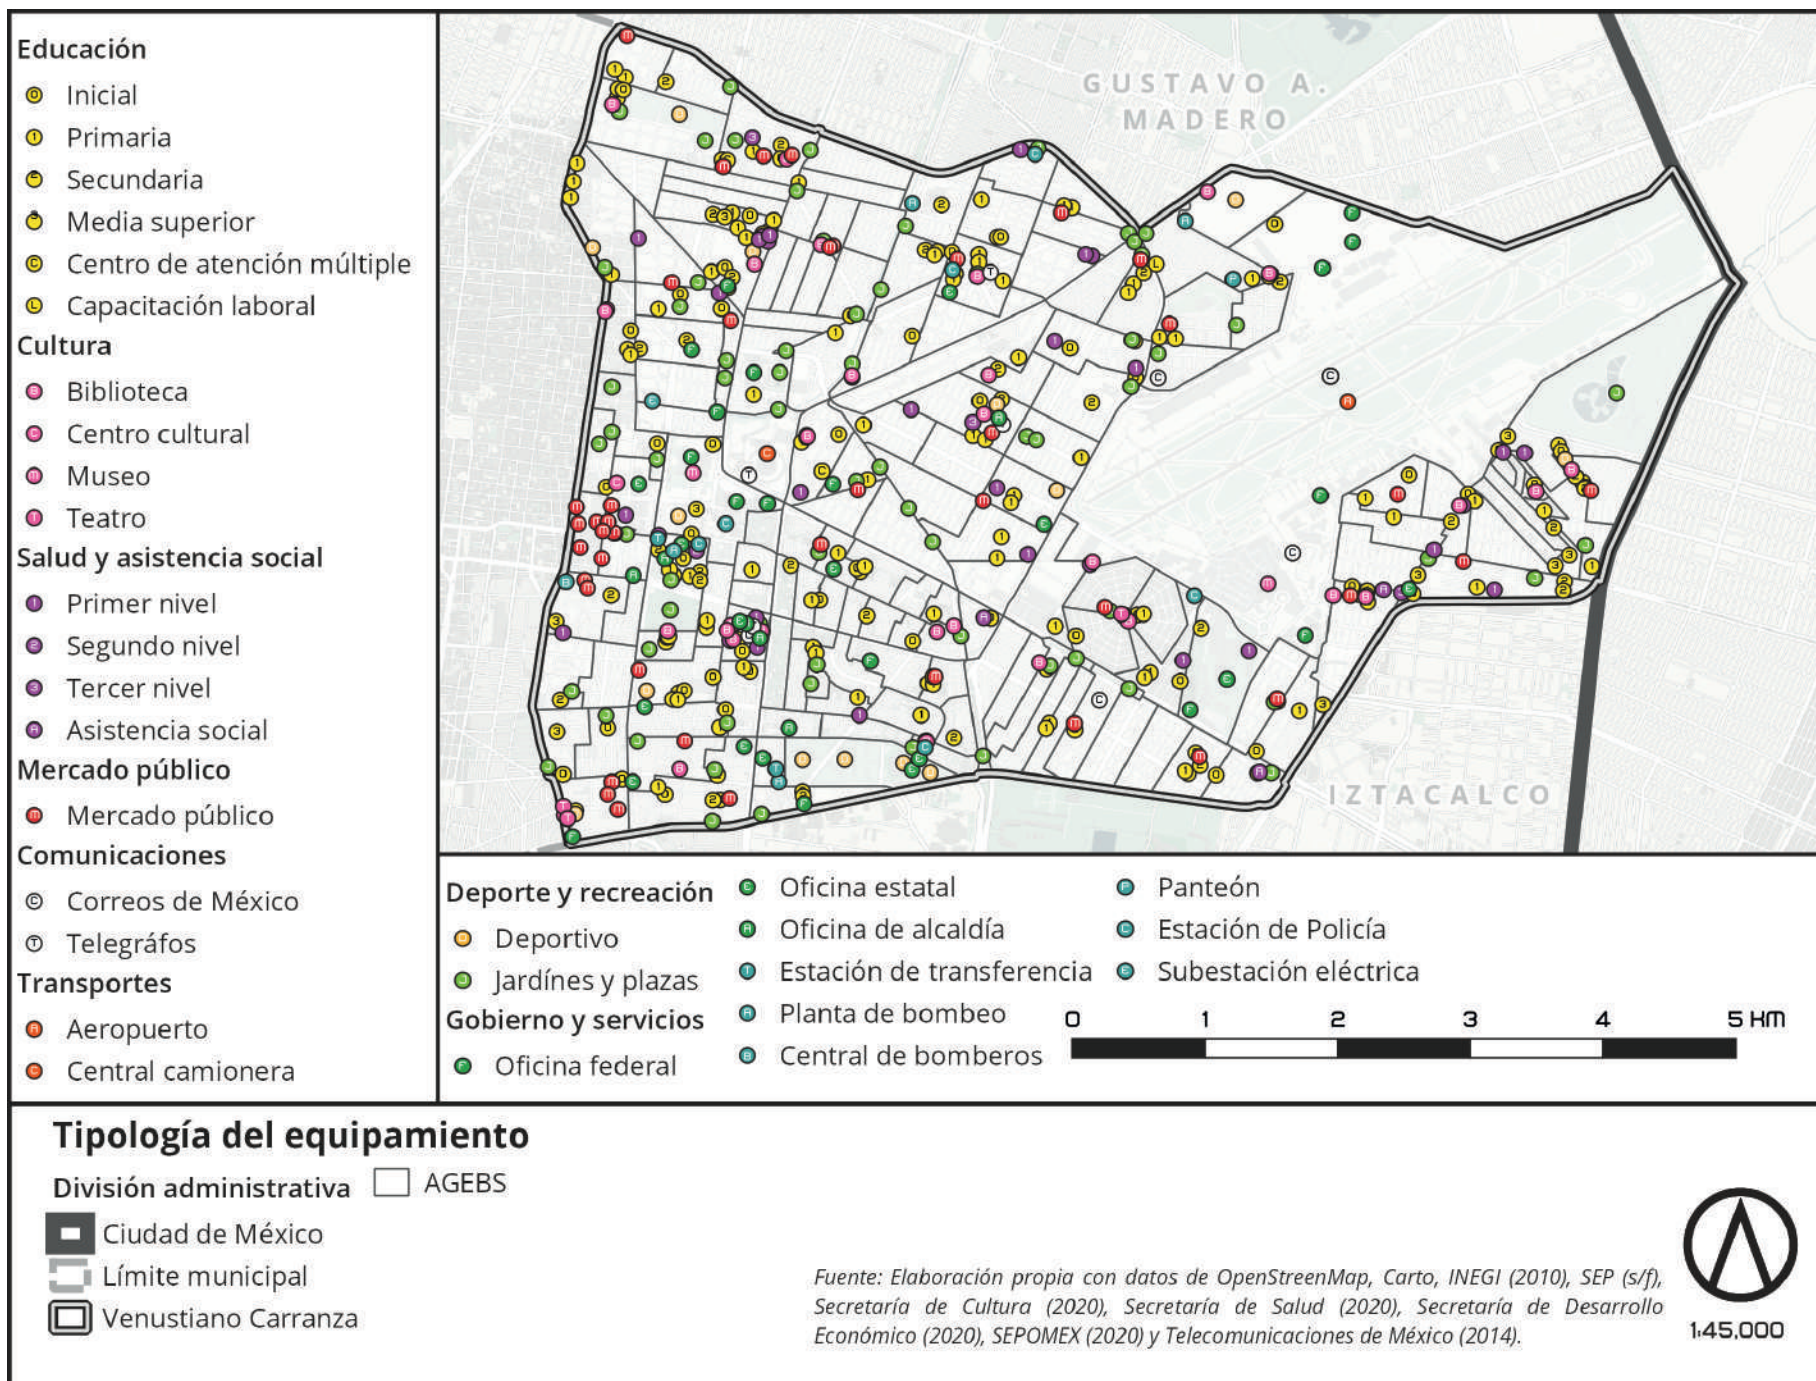 Educación
Inicial
Primaria
Secundaria
Media superior
Centro de atención múltiple
Capacitación laboral
Cultura
Biblioteca
Centro cultural
Museo
Teatro
Salud y asistencia social
Primer nivel
Segundo nivel
Tercer nivel
Asistencia social
Mercado público
Mercado público
Comunicaciones
Correos de México
Telegráfos
Transportes
Aeropuerto
Central camionera
GUSTAVO A.
MADERO
IZTACALCO
Deporte y recreación
Deportivo
Jardínes y plazas
Gobierno y servicios
Oficina federal
Oficina estatal
Oficina de alcaldía
Estación de transferencia
Planta de bombeo
Central de bomberos
Panteón
Estación de Policía
Subestación eléctrica
0 1 2 3 4 5 KM
Tipología del equipamiento
División administrativa
AGEBS
Ciudad de México
Límite municipal
Venustiano Carranza
Fuente: Elaboración propia con datos de OpenStreenMap, Carto, INEGI (2010), SEP (s/f),
Secretaría de Cultura (2020), Secretaría de Salud (2020), Secretaría de Desarrollo
Económico (2020), SEPOMEX (2020) y Telecomunicaciones de México (2014).
1:45,000